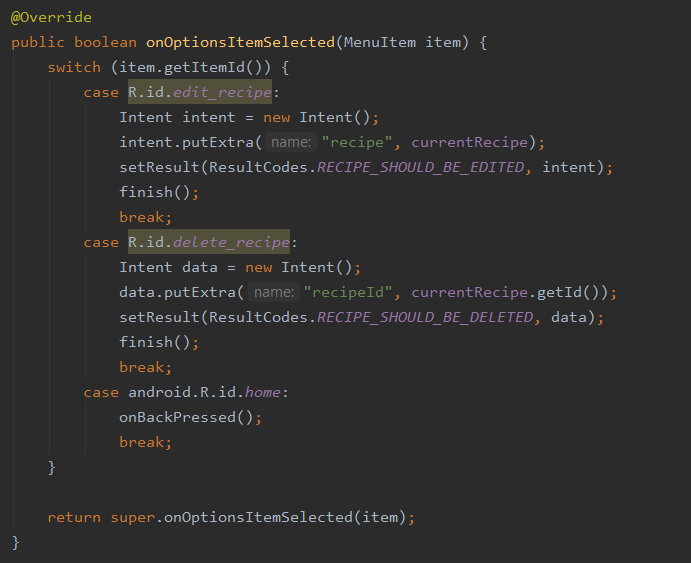 @Override
public boolean onOptionsItemSelected(MenuItem item) {
switch (item.getItemId()) {
case R.id.edit_recipe:
Intent intent = new Intent();
intent.putExtra( name: "recipe", currentRecipe);
setResult(ResultCodes.RECIPE_SHOULD_BE_EDITED, intent);
finish();
break;
case R.id.delete_recipe:
Intent data = new Intent();
data.putExtra( name: "recipeId", currentRecipe.getId());
setResult(ResultCodes.RECIPE_SHOULD_BE_DELETED, data);
finish();
break;
case android.R.id.home:
onBackPressed();
break;
}
return super.onOptionsItemSelected(item);
}